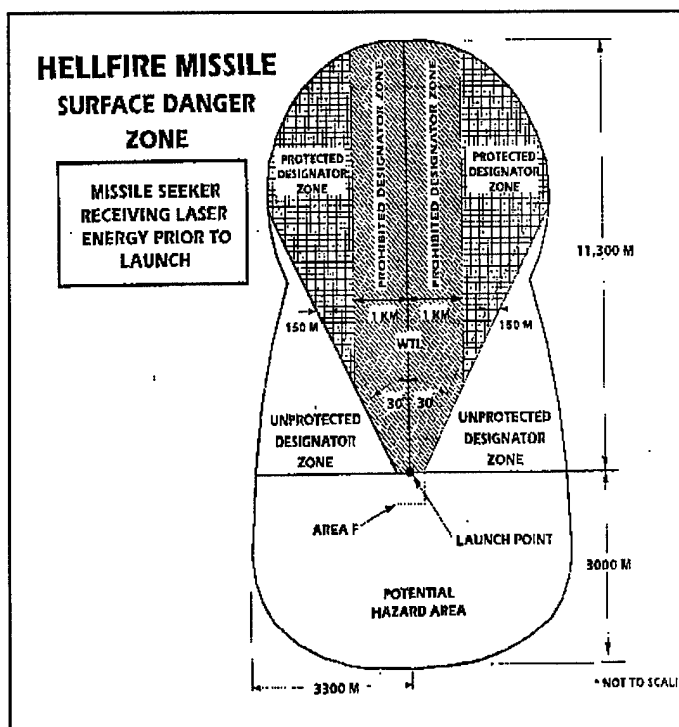 HELLFIRE MISSILE
SURFACE DANGER
ZONE
MISSILE SEEKER
RECEIVING LASER
ENERGY PRIOR TO
LAUNCH
PROTECTED
DESIGNATOR
ZONE
PROHIBITED DESIGNATOR ZONE
PROHIBITED DESIGNATOR ZONE
PROTECTED
DESIGNATOR
ZONE
11,300 M
150 M
1 KM
1 KM
150 M
WTL
30
30
UNPROTECTED
DESIGNATOR
ZONE
UNPROTECTED
DESIGNATOR
ZONE
AREA F
LAUNCH POINT
3000 M
POTENTIAL
HAZARD AREA
3300 M
* NOT TO SCALE